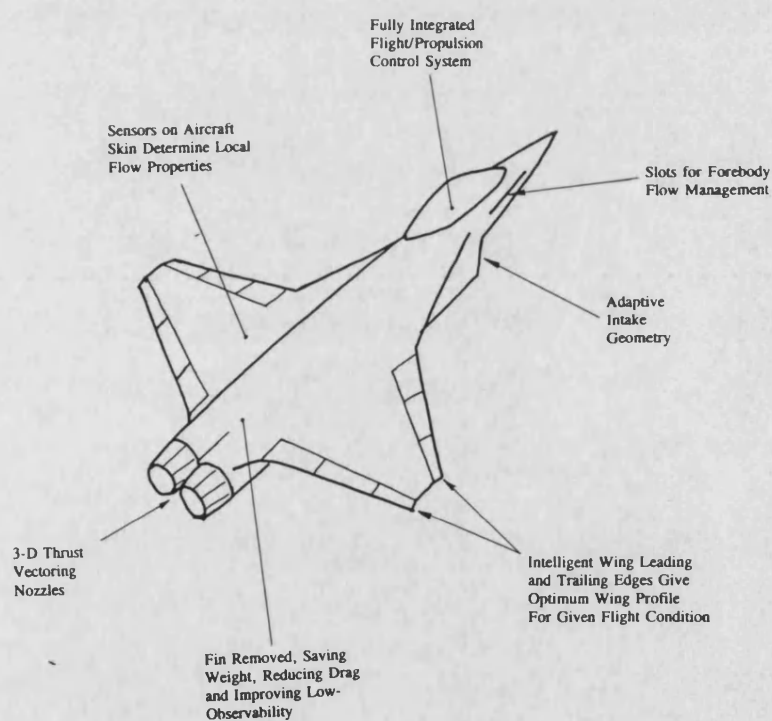 Fully Integrated
Flight/Propulsion
Control System
Sensors on Aircraft
Skin Determine Local
Flow Properties
Slots for Forebody
Flow Management
Adaptive
Intake
Geometry
3-D Thrust
Vectoring
Nozzles
Intelligent Wing Leading
and Trailing Edges Give
Optimum Wing Profile
For Given Flight Condition
Fin Removed, Saving
Weight, Reducing Drag
and Improving Low-
Observability